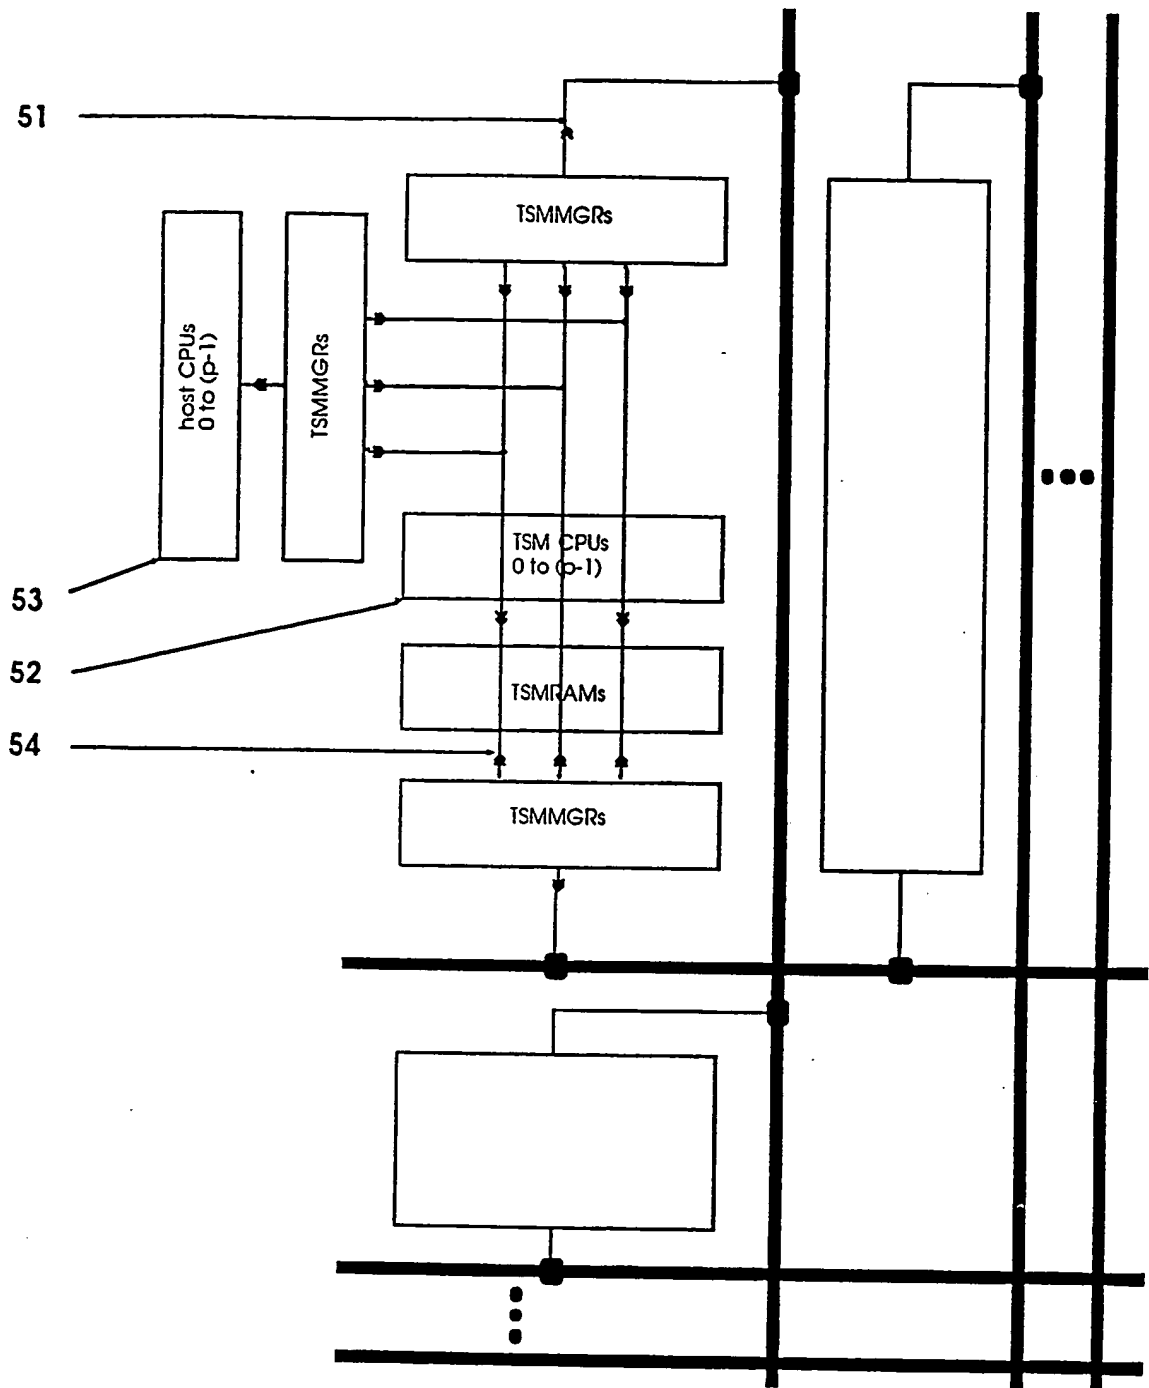 51
TSMMGRs
host CPUs
0 to (p-1)
TSMMGRs
TSM CPUs
0 to (p-1)
53
52
TSMRAMs
54
TSMMGRs